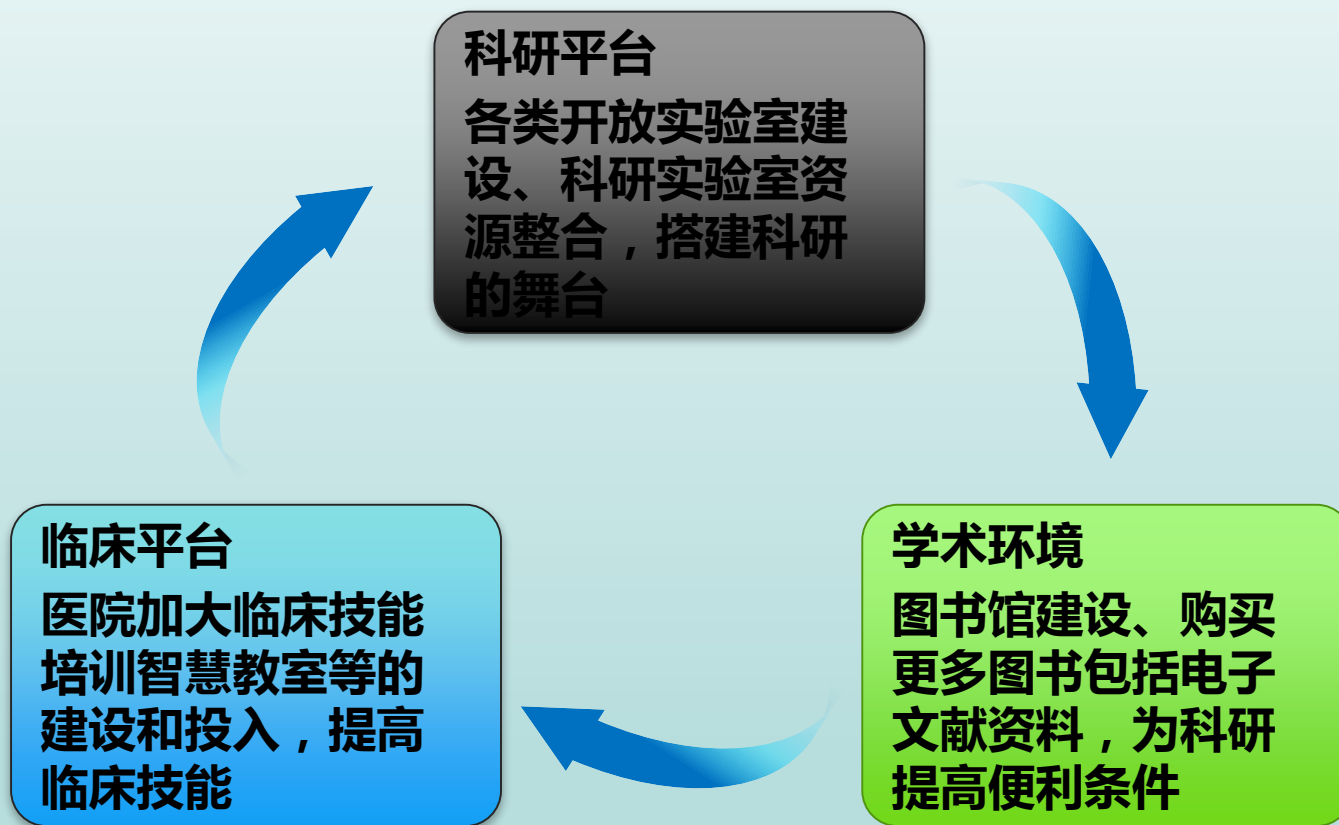 科研平台
各类开放实验室建
设、科研实验室资
源整合，搭建科研
的舞台
临床平台
医院加大临床技能
培训智慧教室等的
建设和投入，提高
临床技能
学术环境
图书馆建设、购买
更多图书包括电子
文献资料，为科研
提高便利条件